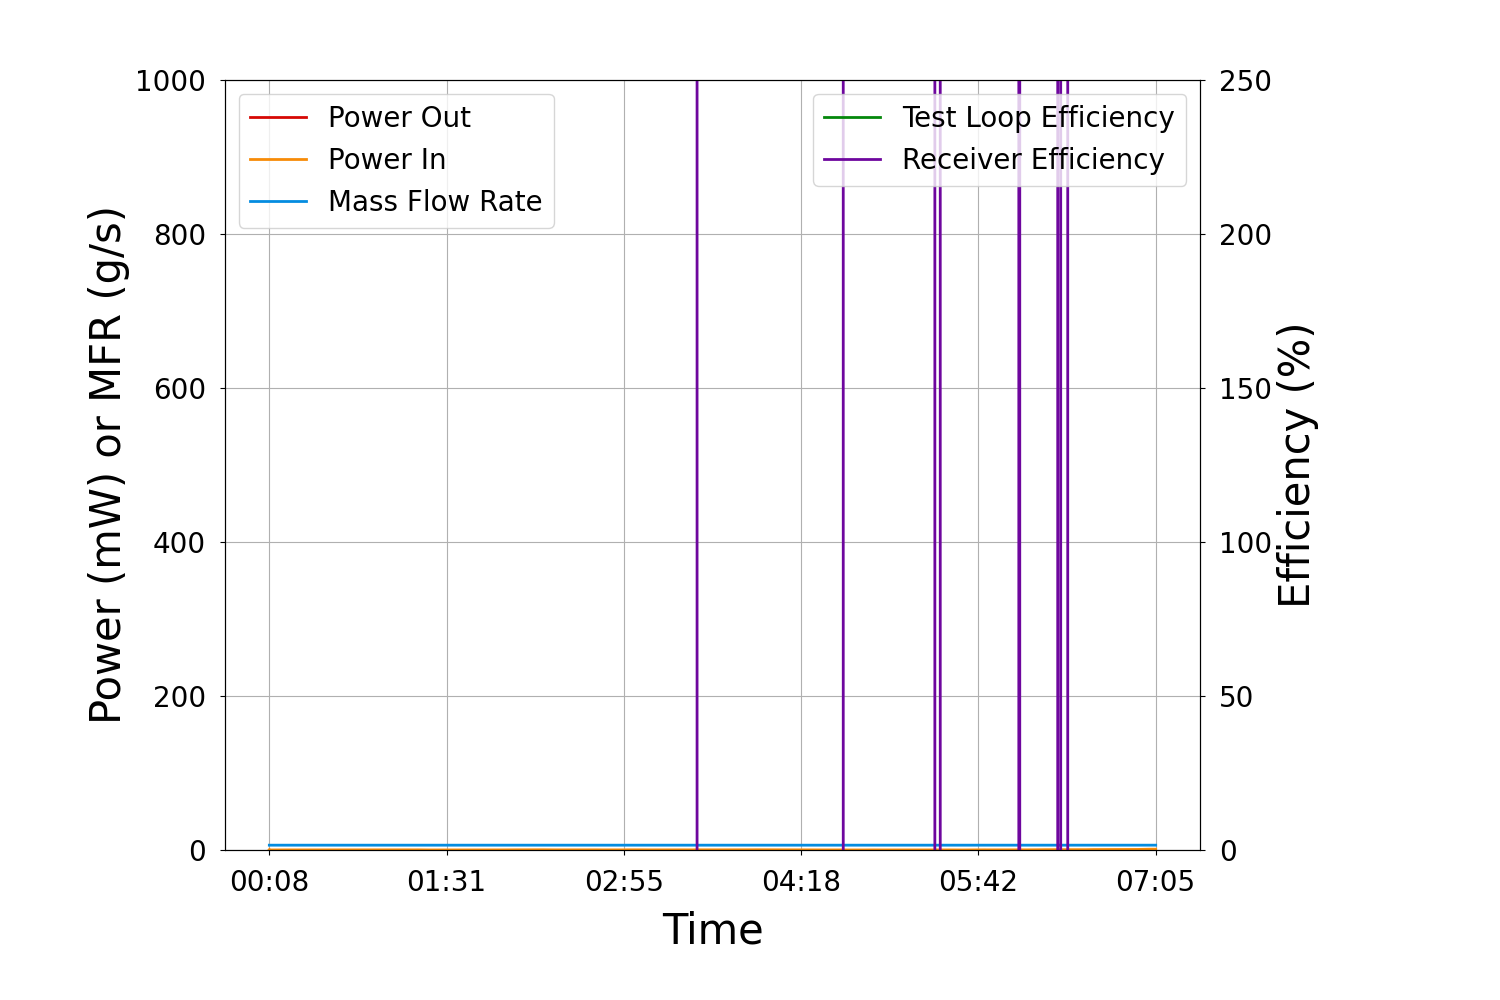 1000
800
600
400
200
0
Power (mW) or MFR (g/s)
Power Out
Power In
Mass Flow Rate
Test Loop Efficiency
Receiver Efficiency
250
200
150
100
50
0
Efficiency (%)
00:08 01:31 02:55 04:18 05:42 07:05
Time